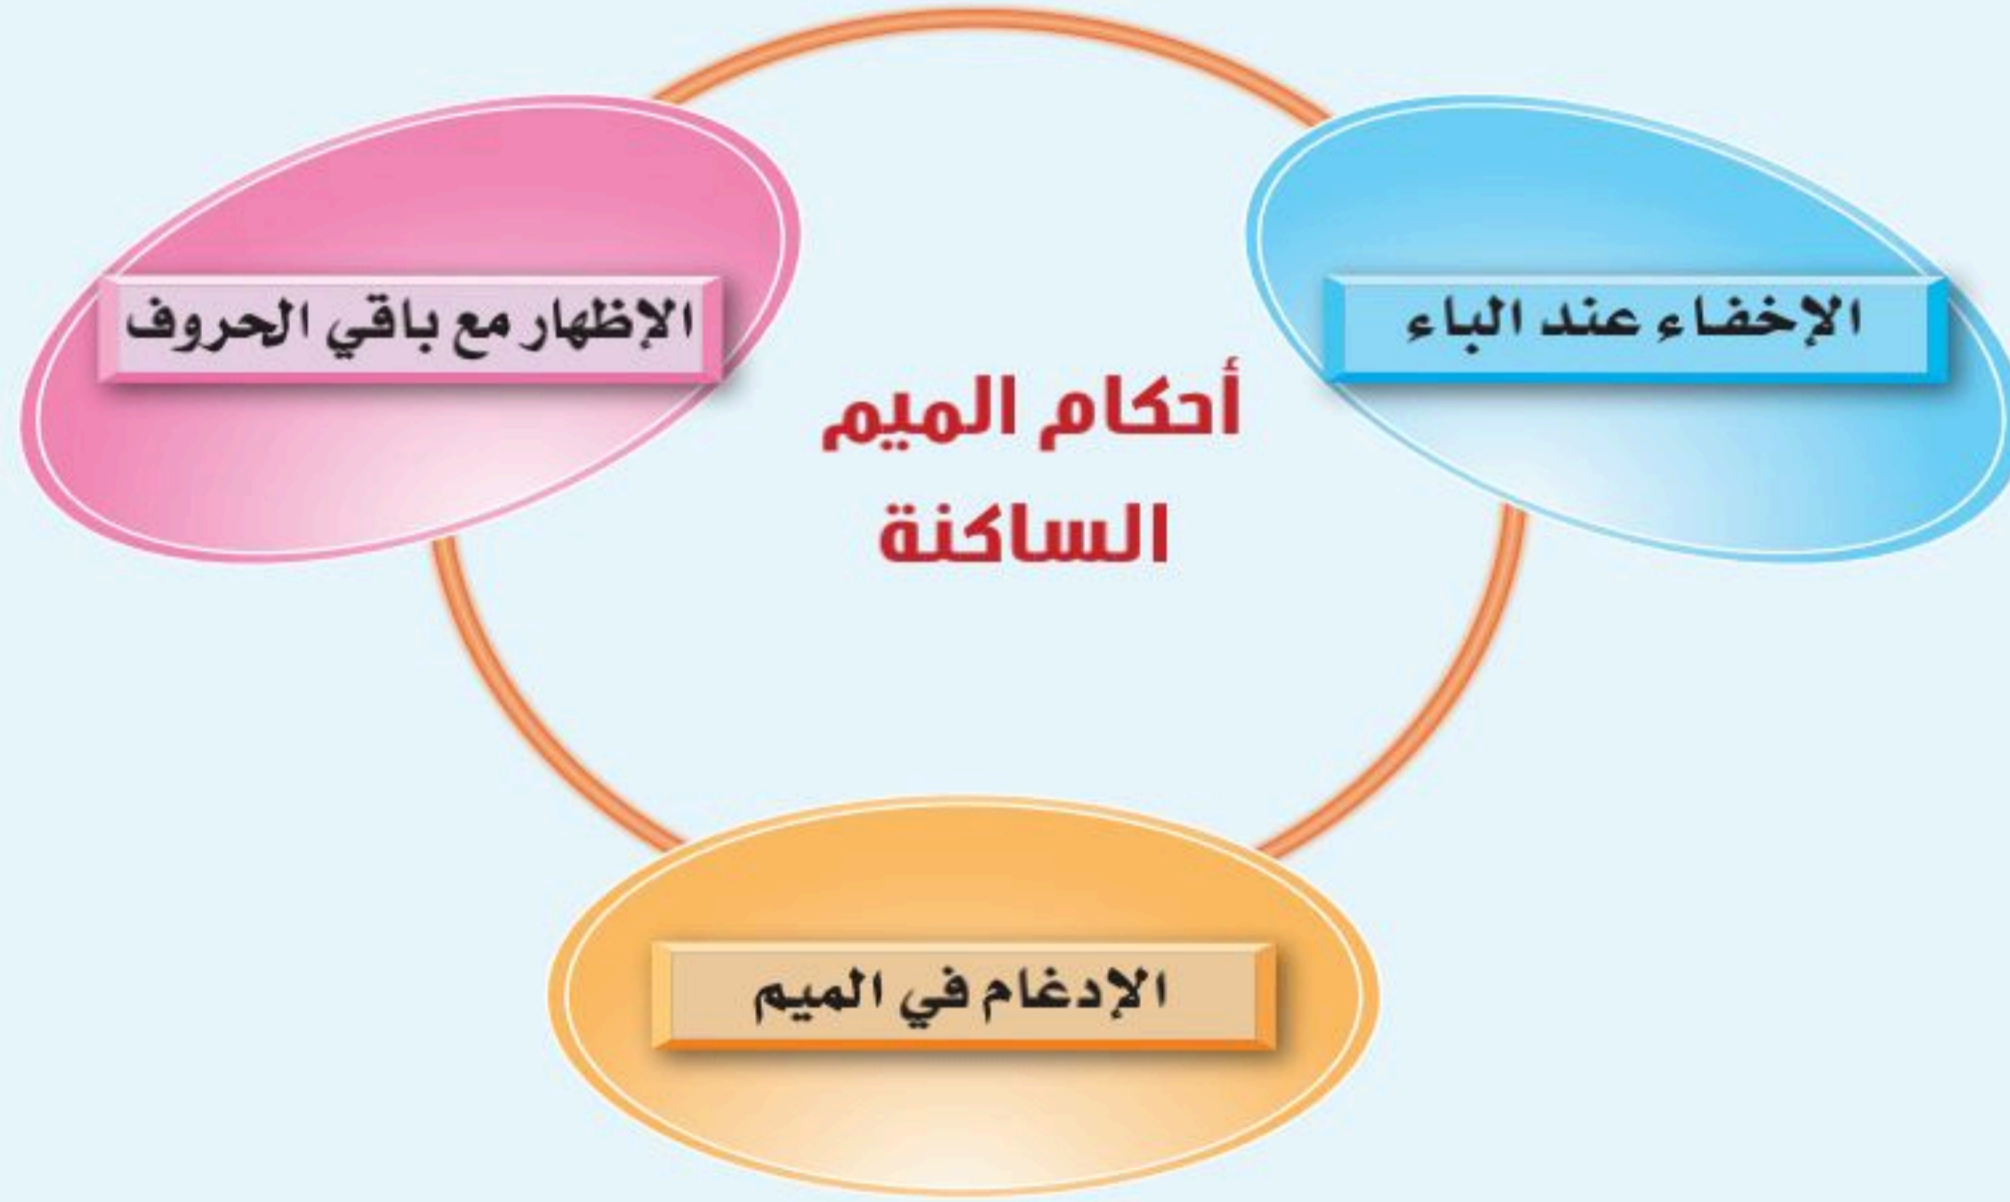 أحكام الميم
الساكنة
الإخفاء عند الباء
الإظهار مع باقي الحروف
الإدغام في الميم